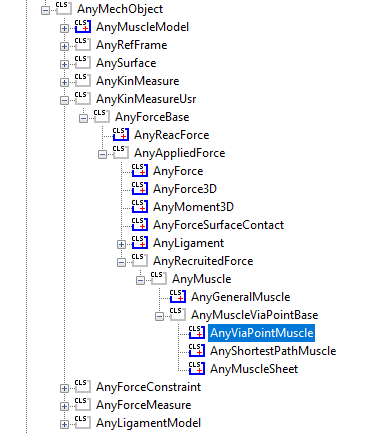 CLS AnyMechObject
CLS AnyMuscleModel
CLS AnyRefFrame
CLS AnySurface
CLS AnyKinMeasure
CLS AnyKinMeasureUsr
CLS AnyForceBase
CLS AnyReacForce
CLS AnyAppliedForce
CLS AnyForce
CLS AnyForce3D
CLS AnyMoment3D
CLS AnyForceSurfaceContact
CLS AnyLigament
CLS AnyRecruitedForce
CLS AnyMuscle
CLS AnyGeneralMuscle
CLS AnyMuscleViaPointBase
CLS AnyViaPointMuscle
CLS AnyShortestPathMuscle
CLS AnyMuscleSheet
CLS AnyForceConstraint
CLS AnyForceMeasure
CLS AnyLigamentModel